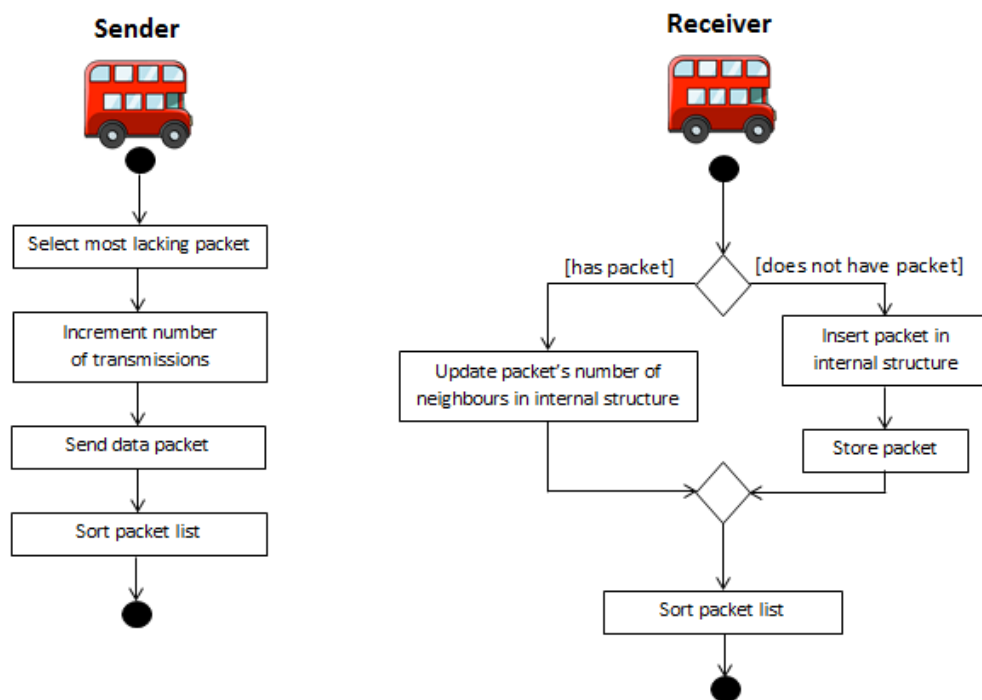 Sender
Select most lacking packet
Increment number
of transmissions
Send data packet
Sort packet list
Receiver
[has packet]
[does not have packet]
Update packet's number of
neighbours in internal structure
Insert packet in
internal structure
Store packet
Sort packet list